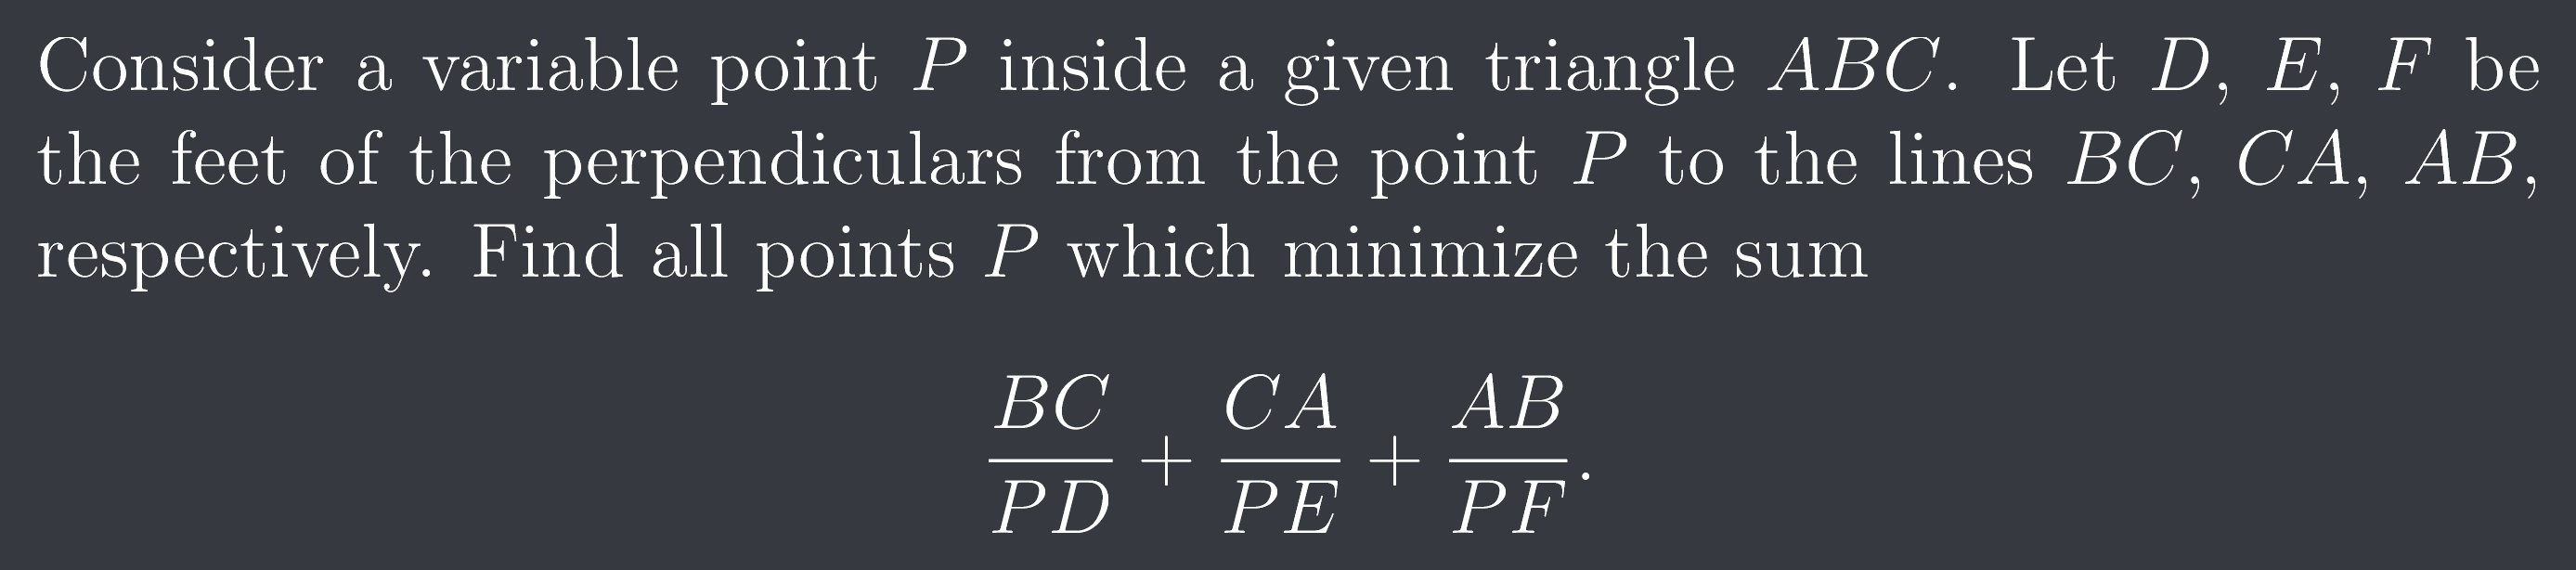 Consider a variable point P inside a given triangle ABC. Let D, E, F be
the feet of the perpendiculars from the point P to the lines BC, CA, AB,
respectively. Find all points P which minimize the sum
BC/PD + CA/PE + AB/PF.